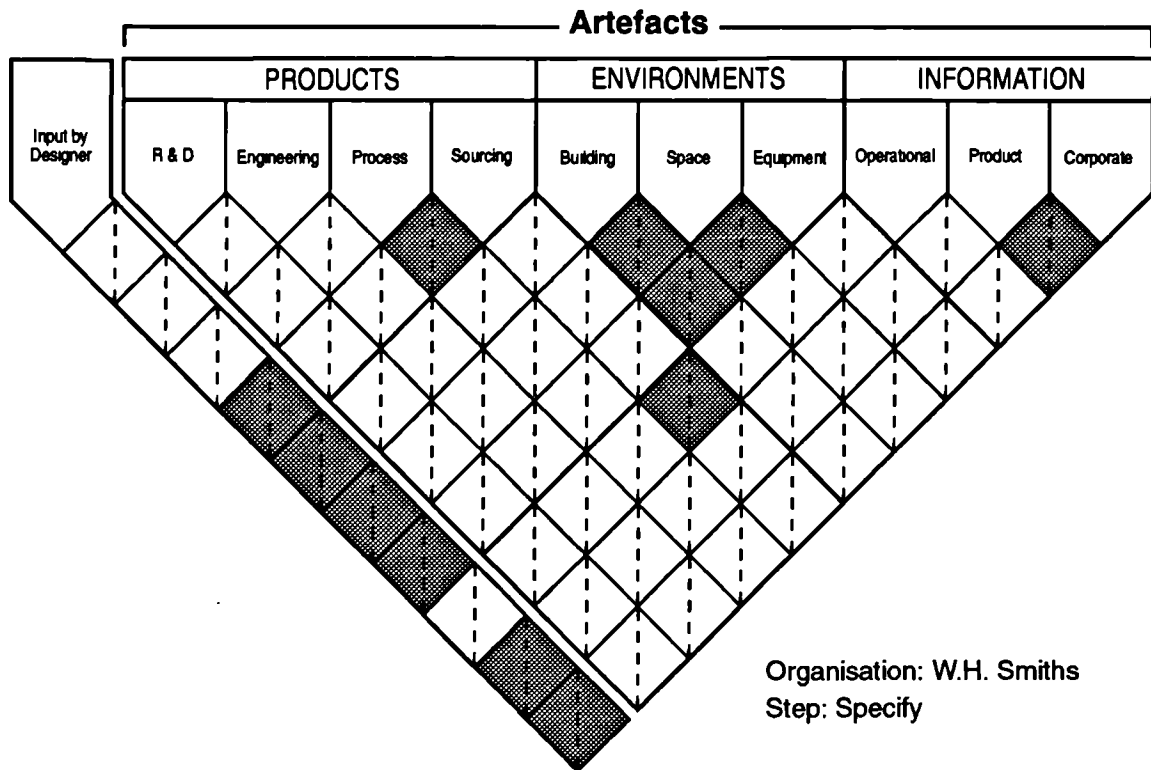 Artefacts
PRODUCTS ENVIRONMENTS INFORMATION
Input by
Designer
R & D Engineering Process Sourcing Building Space Equipment Operational Product Corporate
Organisation: W.H. Smiths
Step: Specify